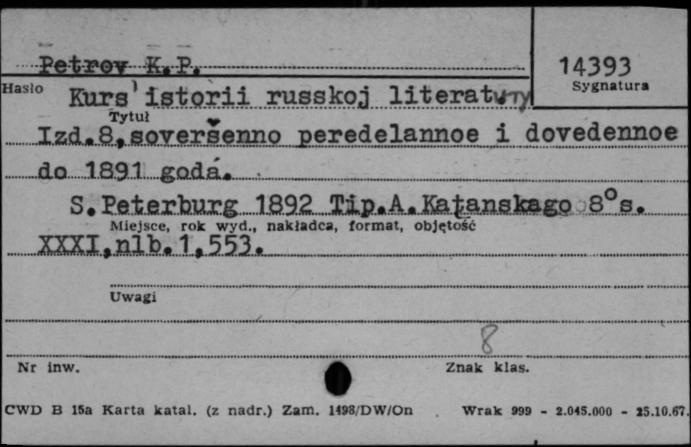 Petrov K.P.
14393
Hasło
Sygnatura
Kurs' istorii russkoj literatury
Tytuł
Izd.8,soveršenno peredelannoe i dovedennoe
do 1891 goda.
S.Peterburg 1892 Tip.A.Katanskago 8°s.
Miejsce, rok wyd., nakładca, format, objętość
XXXI,nlb.1,553.
Uwagi
8
Nr inw.
Znak klas.
CWD B 15a Karta katal. (z nadr.) Zam. 1498/DW/On Wrak 999 - 2.045.000 - 25.10.67.